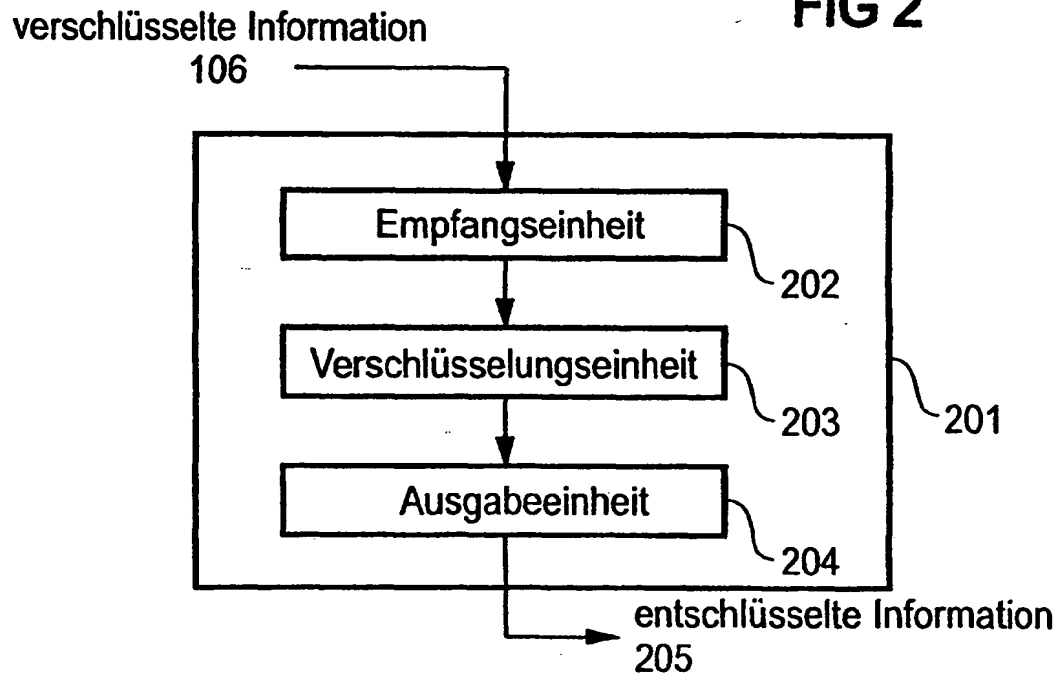 FIG 2
verschlüsselte Information
106
Empfangseinheit
202
Verschlüsselungseinheit
203
201
Ausgabeeinheit
204
entschlüsselte Information
205